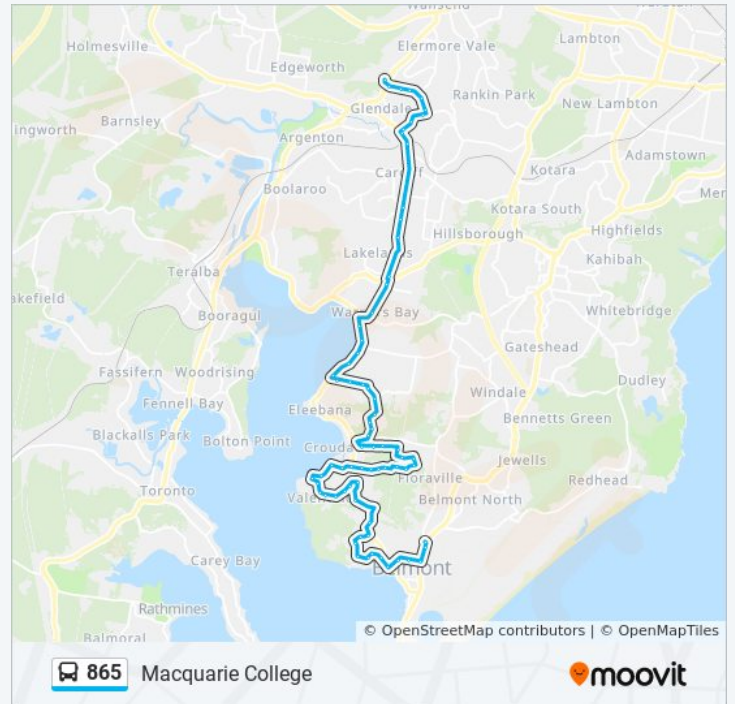 Wallsend
Holmesville
Elermore Vale
Lambton
Edgeworth
Rankin Park
New Lambton
Glendale
ingworth
Barnsley
Argenton
Adamstown
Cardiff
Kotara
Boolaroo
Mer
Kotara South
Hillsborough
Highfields
Lakelands
Kahibah
Teralba
akefield
Booragul
Warners Bay
Whitebridge
Gateshead
Fassifern
Woodrising
Dudley
Windale
Fennell Bay
Eleebana
Bennetts Green
Blackalls Park
Bolton Point
Crouda
Jewells
Floraville
Redhead
Toronto
Valen
Belmont North
Carey Bay
Belmont
Rathmines
Balmoral
© OpenStreetMap contributors | © OpenMapTiles
865 Macquarie College
moovit